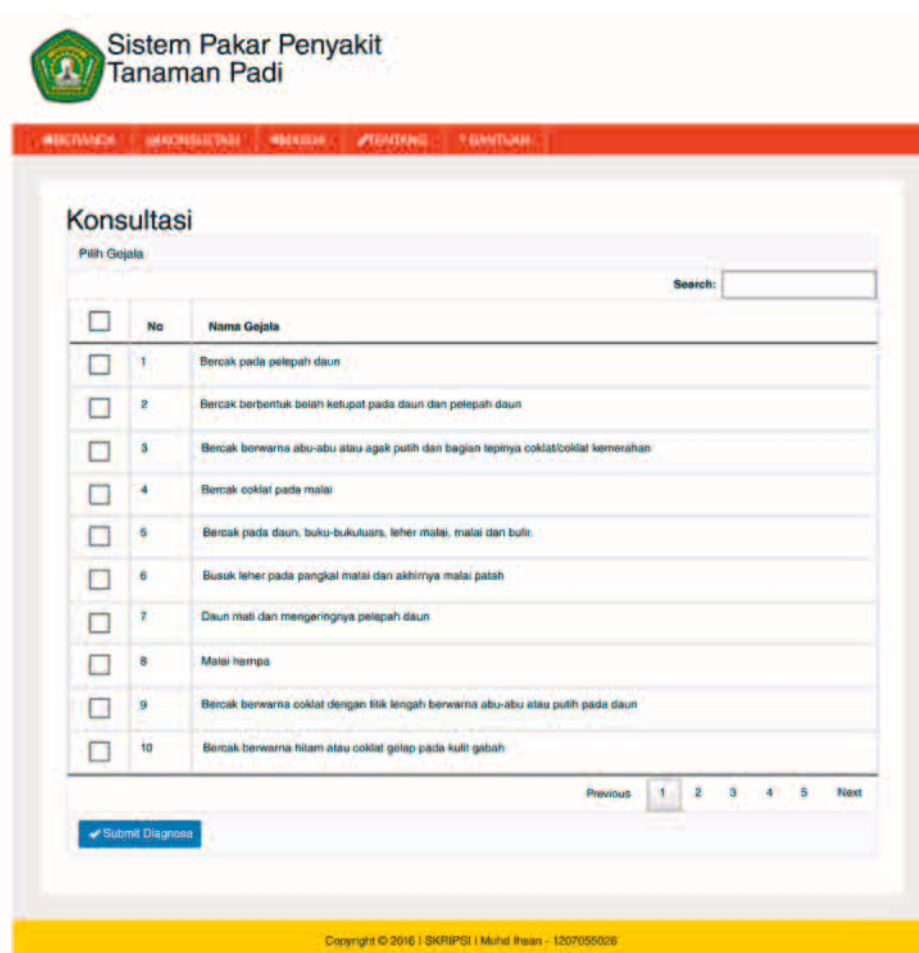 Sistem Pakar Penyakit
Tanaman Padi
BERANDA KONSULTASI TENTANG BANTUAN
Konsultasi
Pilih Gejala
Search:
No Nama Gejala
1 Bercak pada pelepah daun
2 Bercak berbentuk belah ketupat pada daun dan pelepah daun
3 Bercak berwarna abu-abu atau agak putih dan bagian tepinya coklat/coklat kemerahan
4 Bercak coklat pada malai
5 Bercak pada daun, buku-bukuluars, leher malai, malai dan bulir.
6 Busuk leher pada pangkal malai dan akhirnya malai patah
7 Daun mati dan mengeringnya pelepah daun
8 Malai hampa
9 Bercak berwarna coklat dengan titik tengah berwarna abu-abu atau putih pada daun
10 Bercak berwarna hitam atau coklat gelap pada kulit gabah
Previous 1 2 3 4 5 Next
Submit Diagnosa
Copyright © 2016 | SKRIPSI | Muhd Ihsan - 1207055026